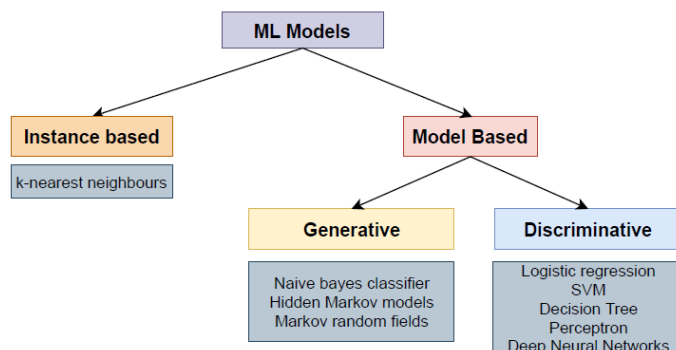 ML Models
Instance based
Model Based
k-nearest neighbours
Generative
Discriminative
Naive bayes classifier
Hidden Markov models
Markov random fields
Logistic regression
SVM
Decision Tree
Perceptron
Deep Neural Networks